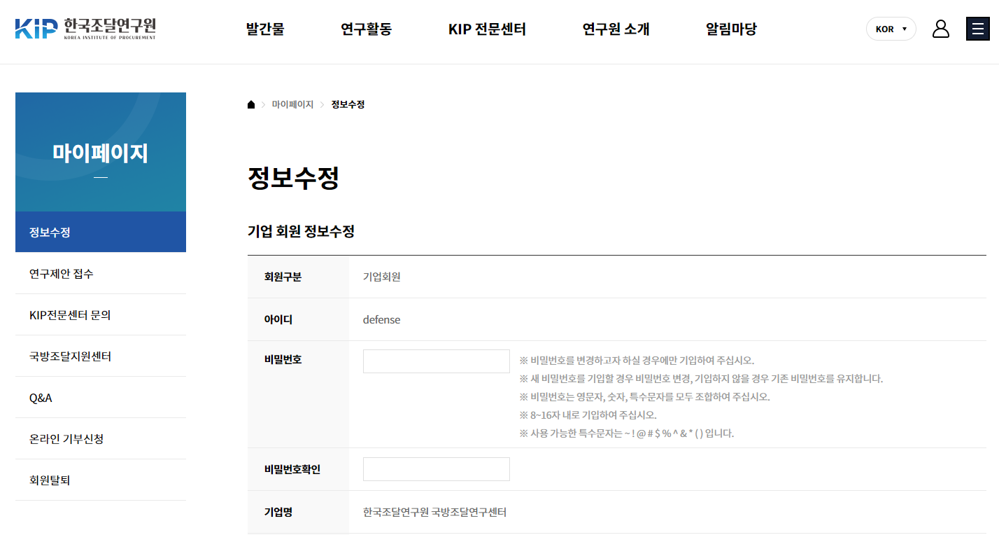 KIP 한국조달연구원
KOREA INSTITUTE OF PROCUREMENT
발간물 연구활동 KIP 전문센터 연구원 소개 알림마당
KOR
마이페이지
정보수정
연구제안 접수
KIP전문센터 문의
국방조달지원센터
Q&A
온라인 기부신청
회원탈퇴
마이페이지 정보수정
정보수정
기업 회원 정보수정
회원구분 기업회원
아이디 defense
비밀번호
※ 비밀번호를 변경하고자 하실 경우에만 기입하여 주십시오.
※ 새 비밀번호를 기입할 경우 비밀번호 변경, 기입하지 않을 경우 기존 비밀번호를 유지합니다.
※ 비밀번호는 영문자, 숫자, 특수문자를 모두 조합하여 주십시오.
※ 8~16자 내로 기입하여 주십시오.
※ 사용 가능한 특수문자는 ~ ! @ # $ % ^ & * ( ) 입니다.
비밀번호확인
기업명 한국조달연구원 국방조달연구센터